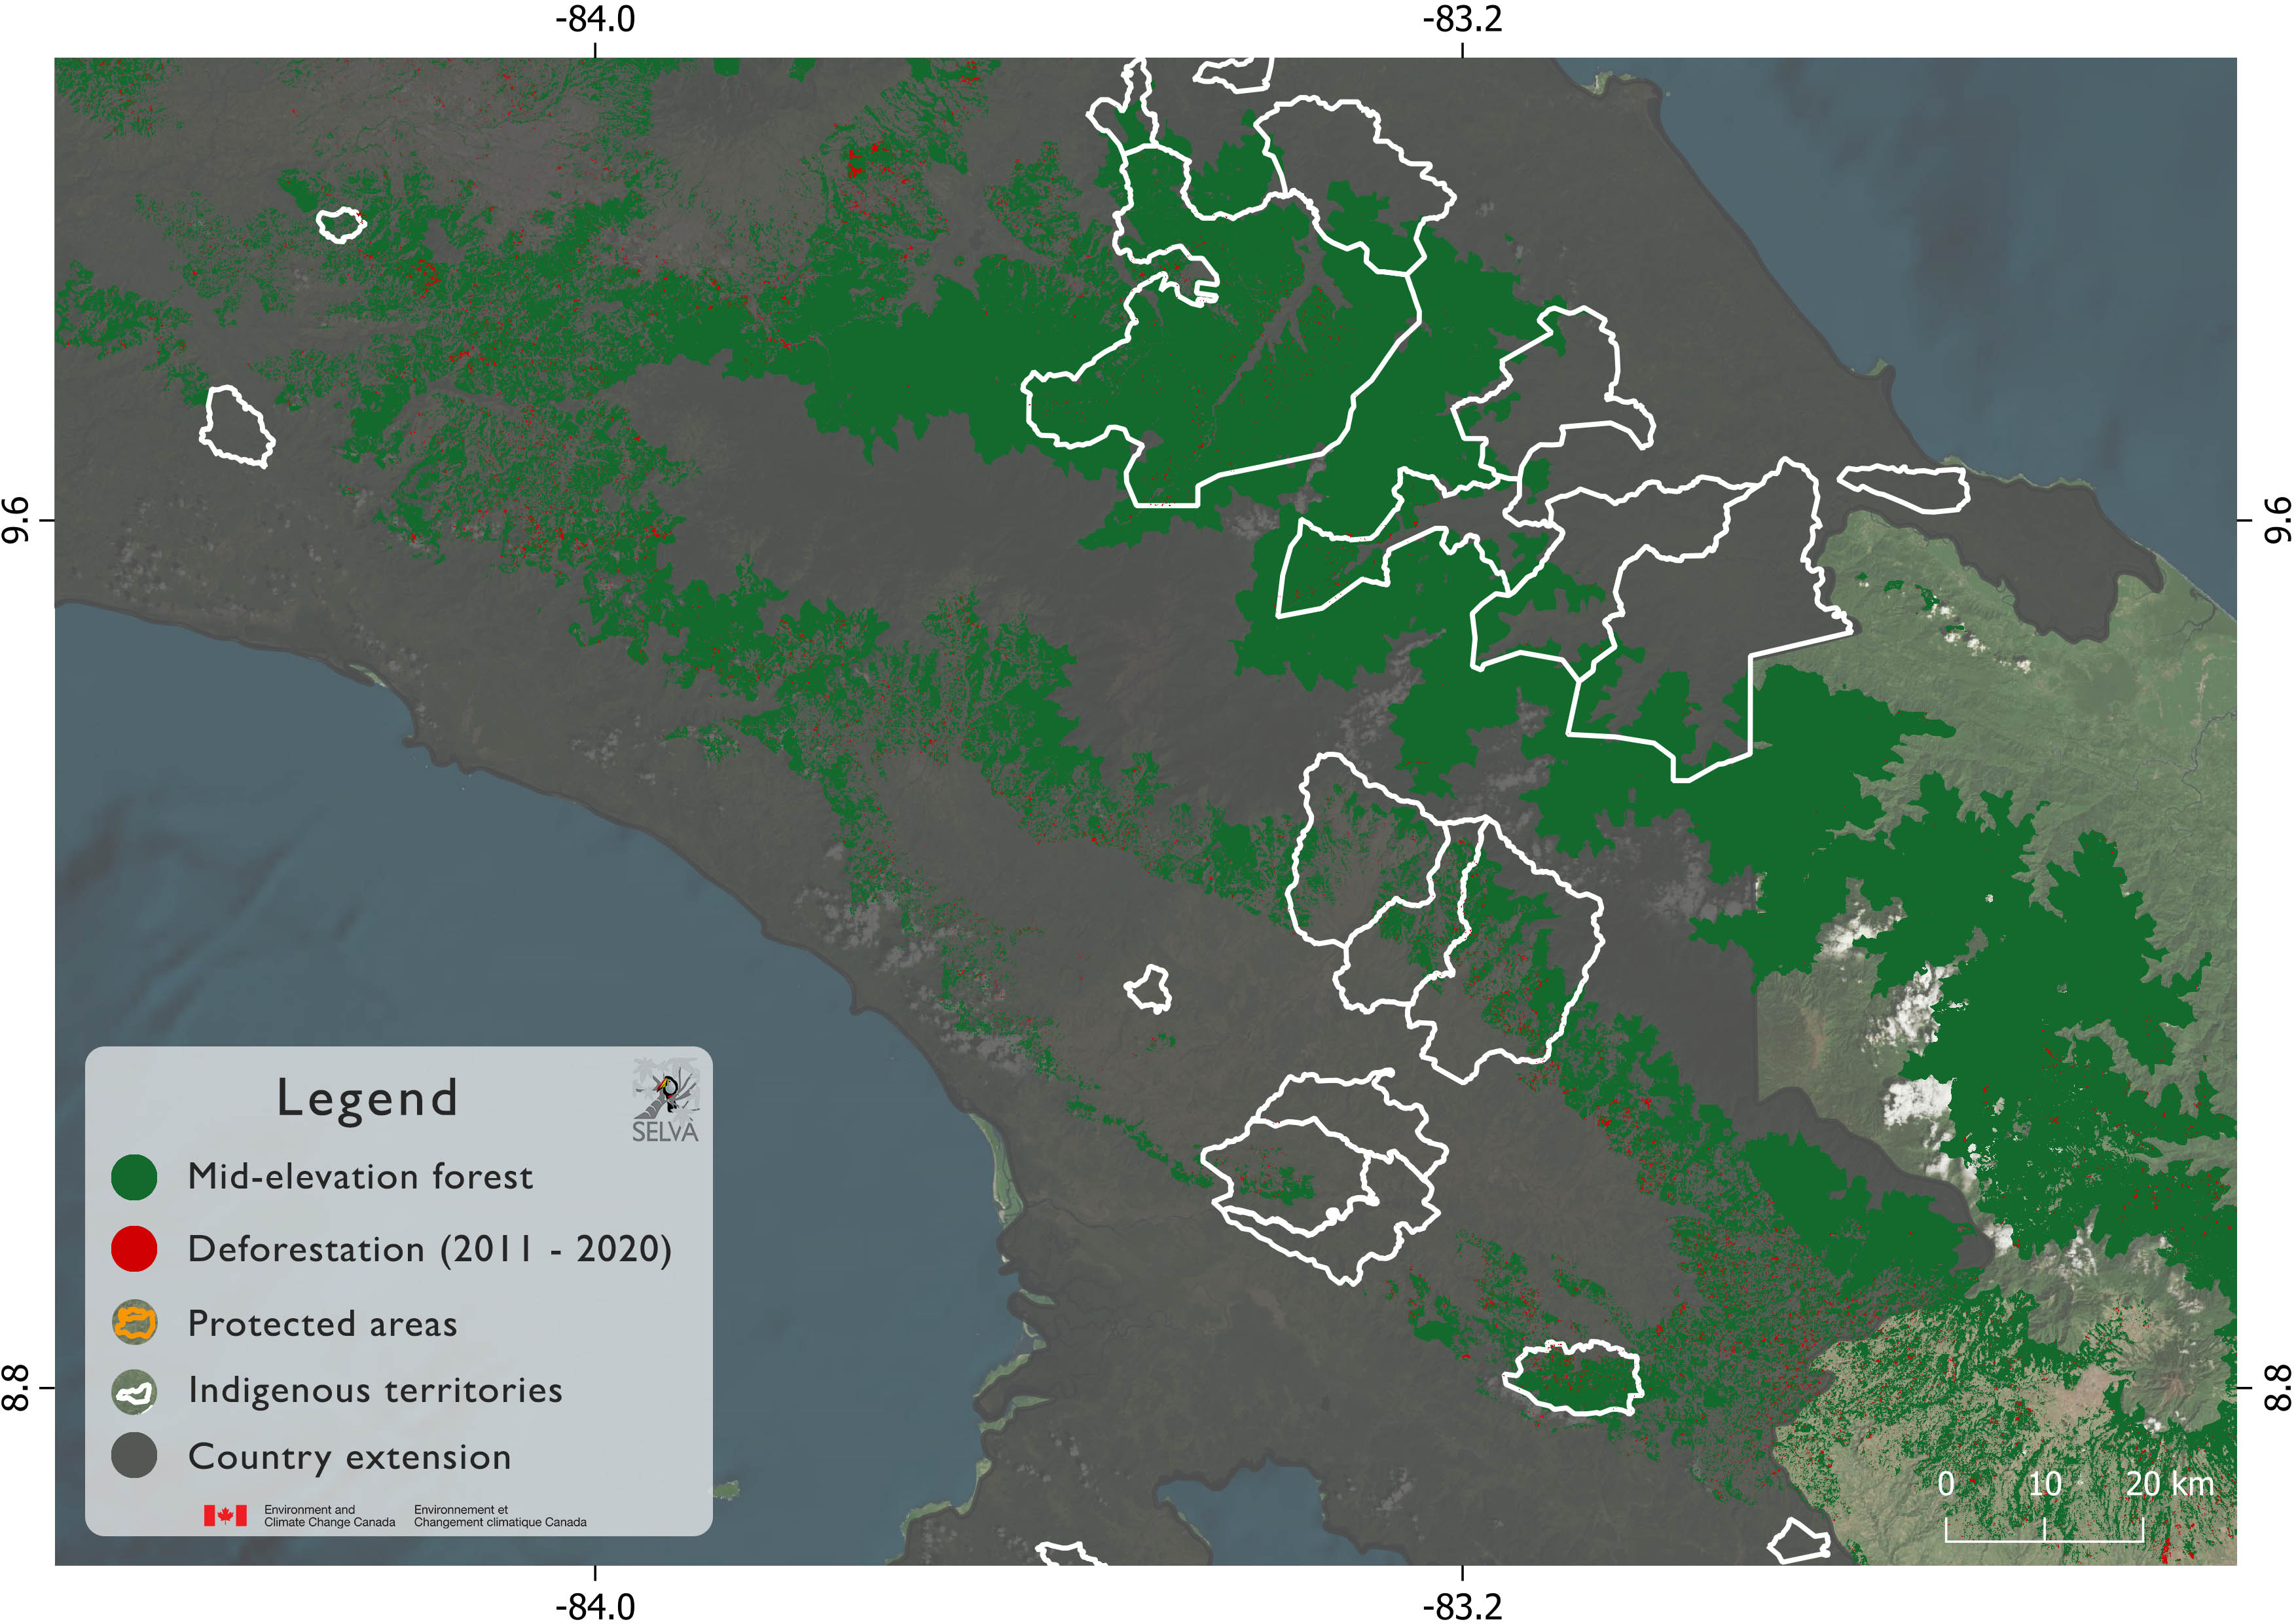 -84.0
-83.2
9.6
9.6
Legend
SELVA
Mid-elevation forest
Deforestation (2011 - 2020)
Protected areas
Indigenous territories
Country extension
Environment and
Climate Change Canada
Environnement et
Changement climatique Canada
8.8
8.8
0 10 20 km
-84.0
-83.2